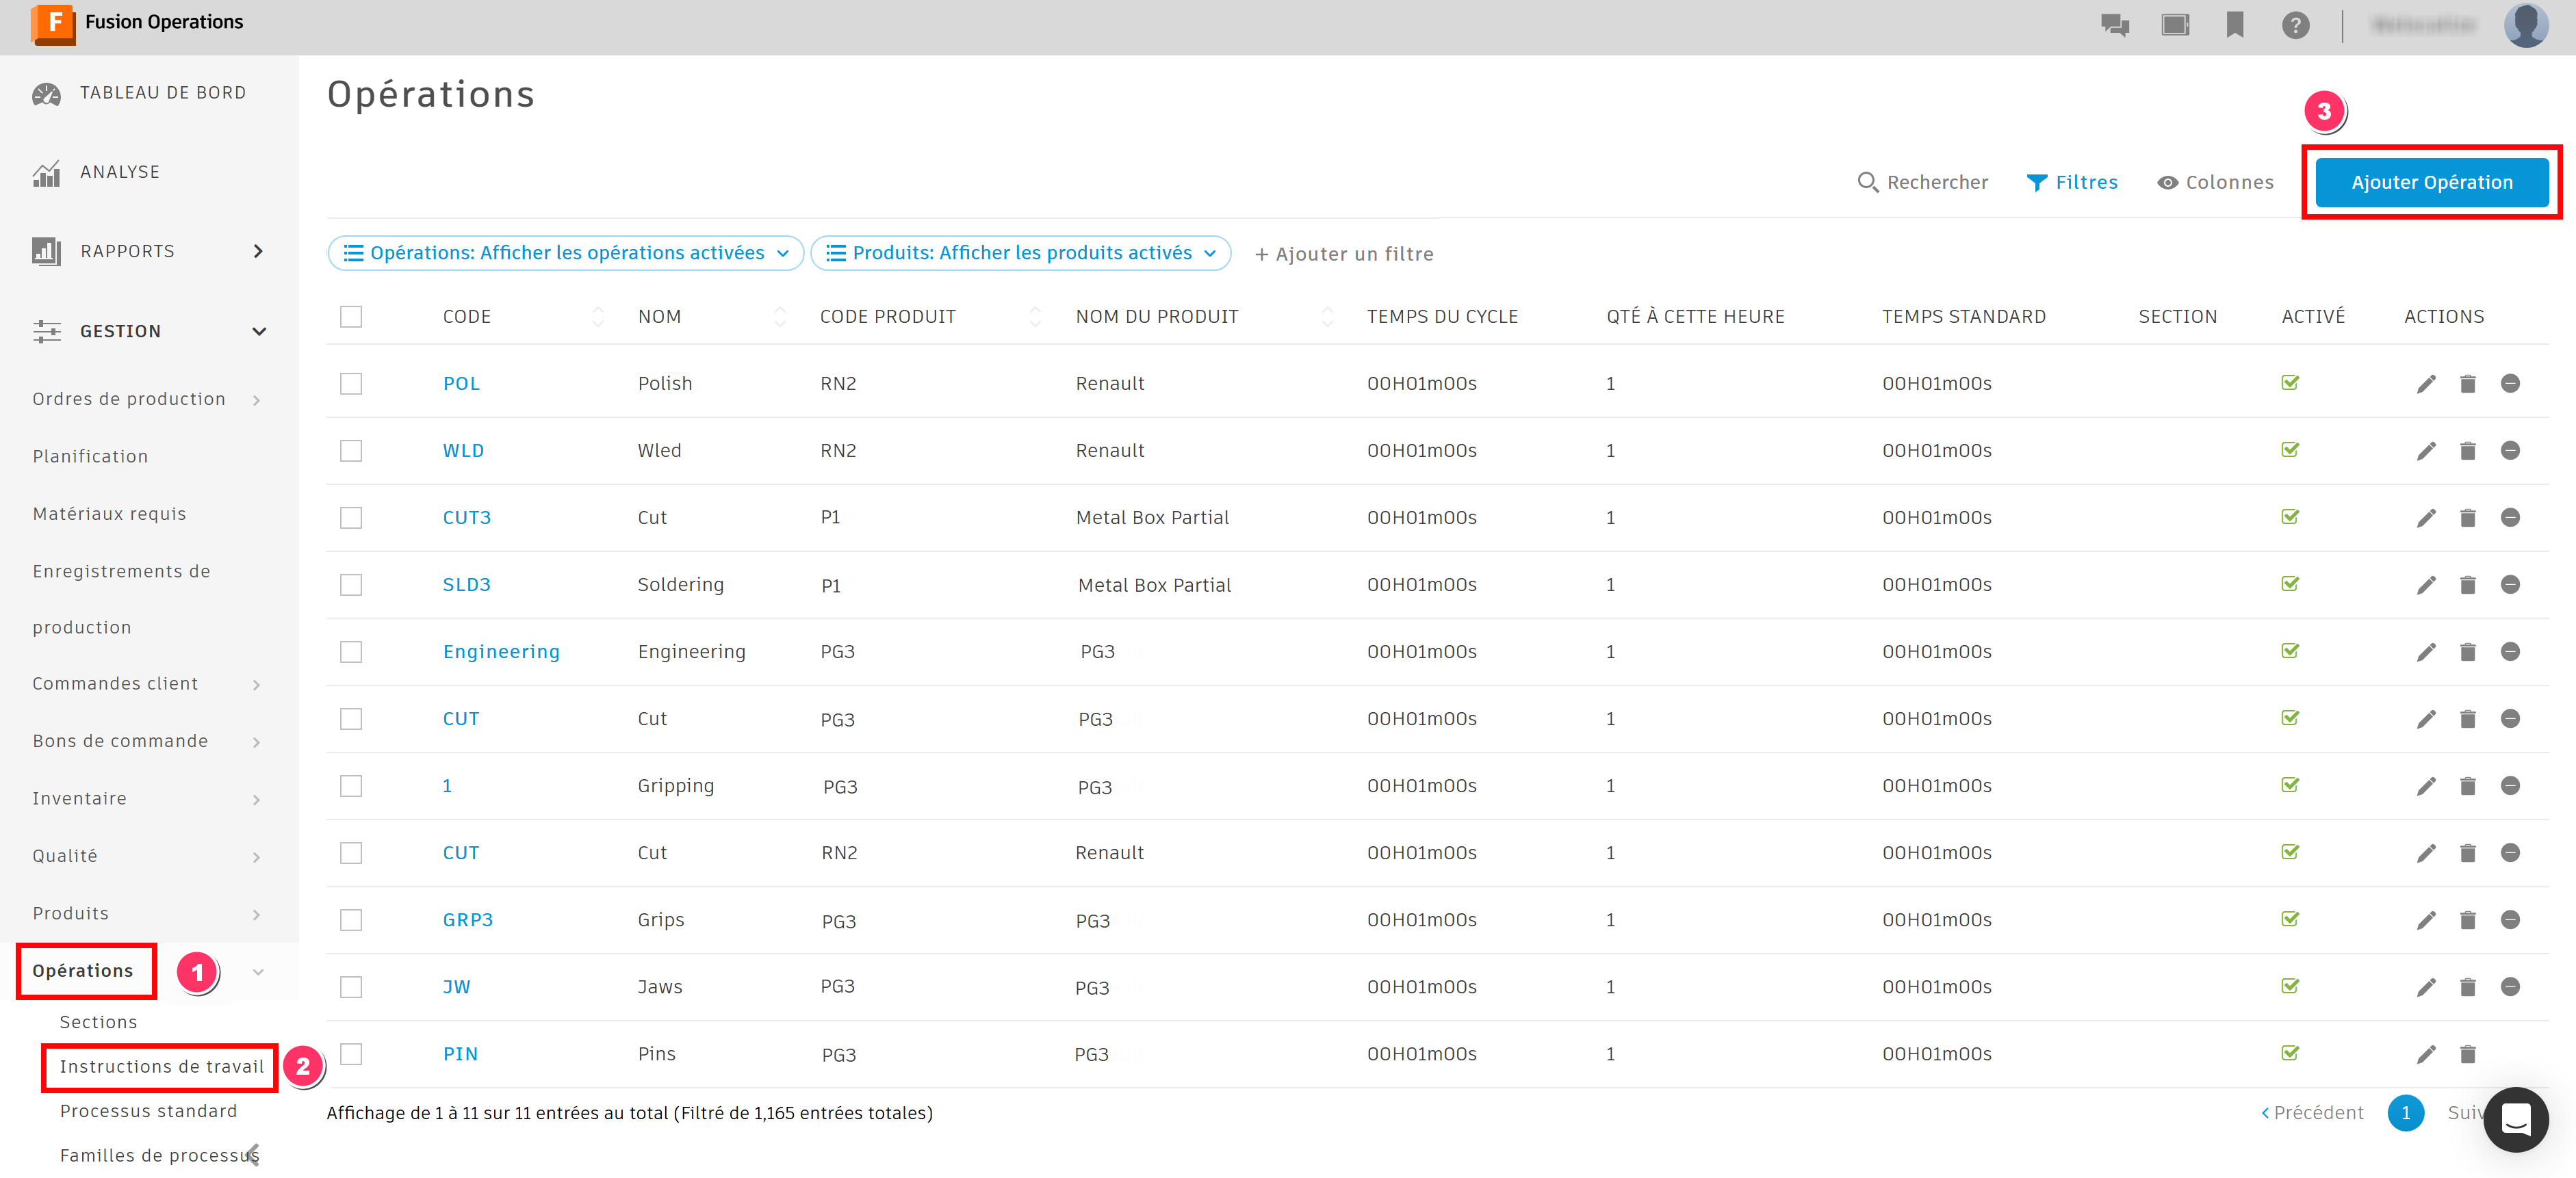 Fusion Operations
TABLEAU DE BORD
ANALYSE
RAPPORTS
GESTION
Ordres de production
Planification
Matériaux requis
Enregistrements de
production
Commandes client
Bons de commande
Inventaire
Qualité
Produits
Opérations
1
Sections
Instructions de travail
2
Processus standard
Familles de processus
Opérations
3
Rechercher Filtres Colonnes Ajouter Opération
Opérations: Afficher les opérations activées Produits: Afficher les produits activés + Ajouter un filtre
CODE NOM CODE PRODUIT NOM DU PRODUIT TEMPS DU CYCLE QTÉ À CETTE HEURE TEMPS STANDARD SECTION ACTIVÉ ACTIONS
POL Polish RN2 Renault 00H01m00s 1 00H01m00s
WLD Wled RN2 Renault 00H01m00s 1 00H01m00s
CUT3 Cut P1 Metal Box Partial 00H01m00s 1 00H01m00s
SLD3 Soldering P1 Metal Box Partial 00H01m00s 1 00H01m00s
Engineering Engineering PG3 PG3 00H01m00s 1 00H01m00s
CUT Cut PG3 PG3 00H01m00s 1 00H01m00s
1 Gripping PG3 PG3 00H01m00s 1 00H01m00s
CUT Cut RN2 Renault 00H01m00s 1 00H01m00s
GRP3 Grips PG3 PG3 00H01m00s 1 00H01m00s
JW Jaws PG3 PG3 00H01m00s 1 00H01m00s
PIN Pins PG3 PG3 00H01m00s 1 00H01m00s
Affichage de 1 à 11 sur 11 entrées au total (Filtré de 1,165 entrées totales)
Précédent 1